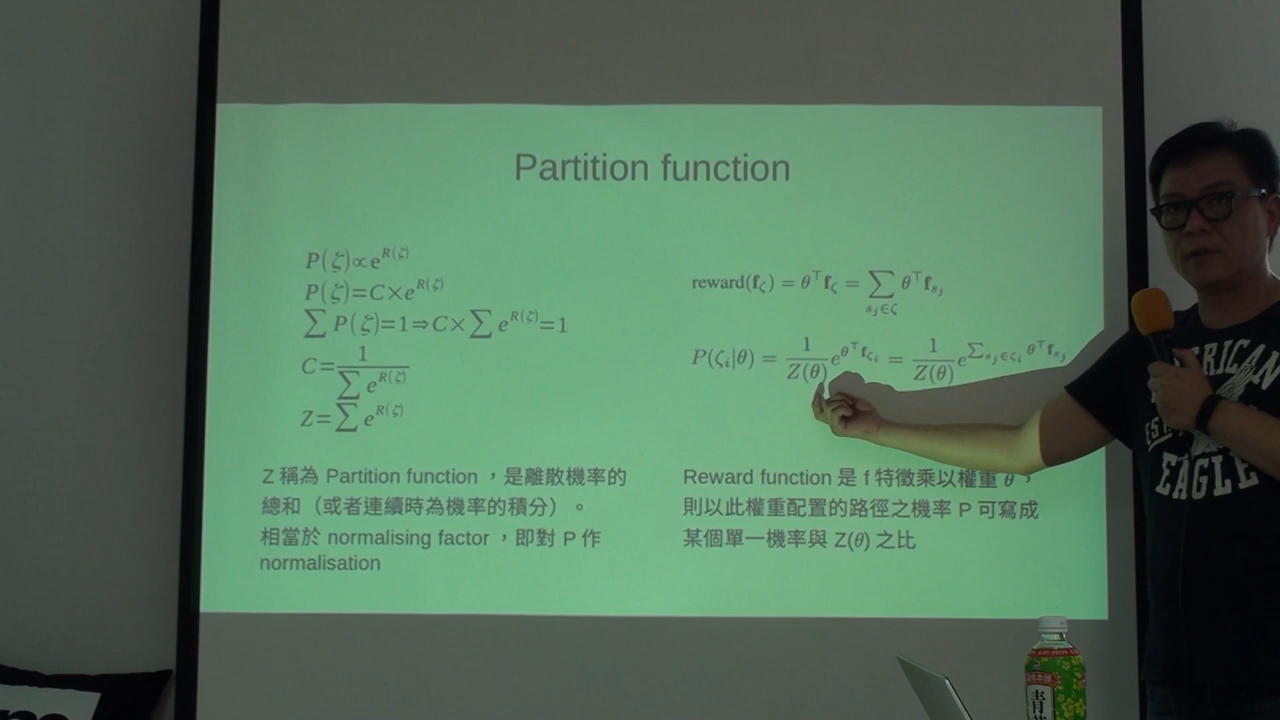 Partition function
P(ζ)∝e^{R(ζ)}
P(ζ)=C×e^{R(ζ)}
∑ P(ζ)=1⇒C×∑ e^{R(ζ)}=1
C=1/∑ e^{R(ζ)}
Z=∑ e^{R(ζ)}
Z 稱為 Partition function ，是離散機率的
總和（或者連續時為機率的積分）。
相當於 normalising factor ，即對 P 作
normalisation
reward(f_ζ) = θ^⊤f_ζ = ∑_{s_j∈ζ} θ^⊤f_{s_j}
P(ζ_i|θ) = 1/Z(θ) e^{θ^⊤f_{ζ_i}} = 1/Z(θ) e^{∑_{s_j∈ζ_i} θ^⊤f_{s_j}}
Reward function 是 f 特徵乘以權重 θ ，
則以此權重配置的路徑之機率 P 可寫成
某個單一機率與 Z(θ) 之比
EAGLE